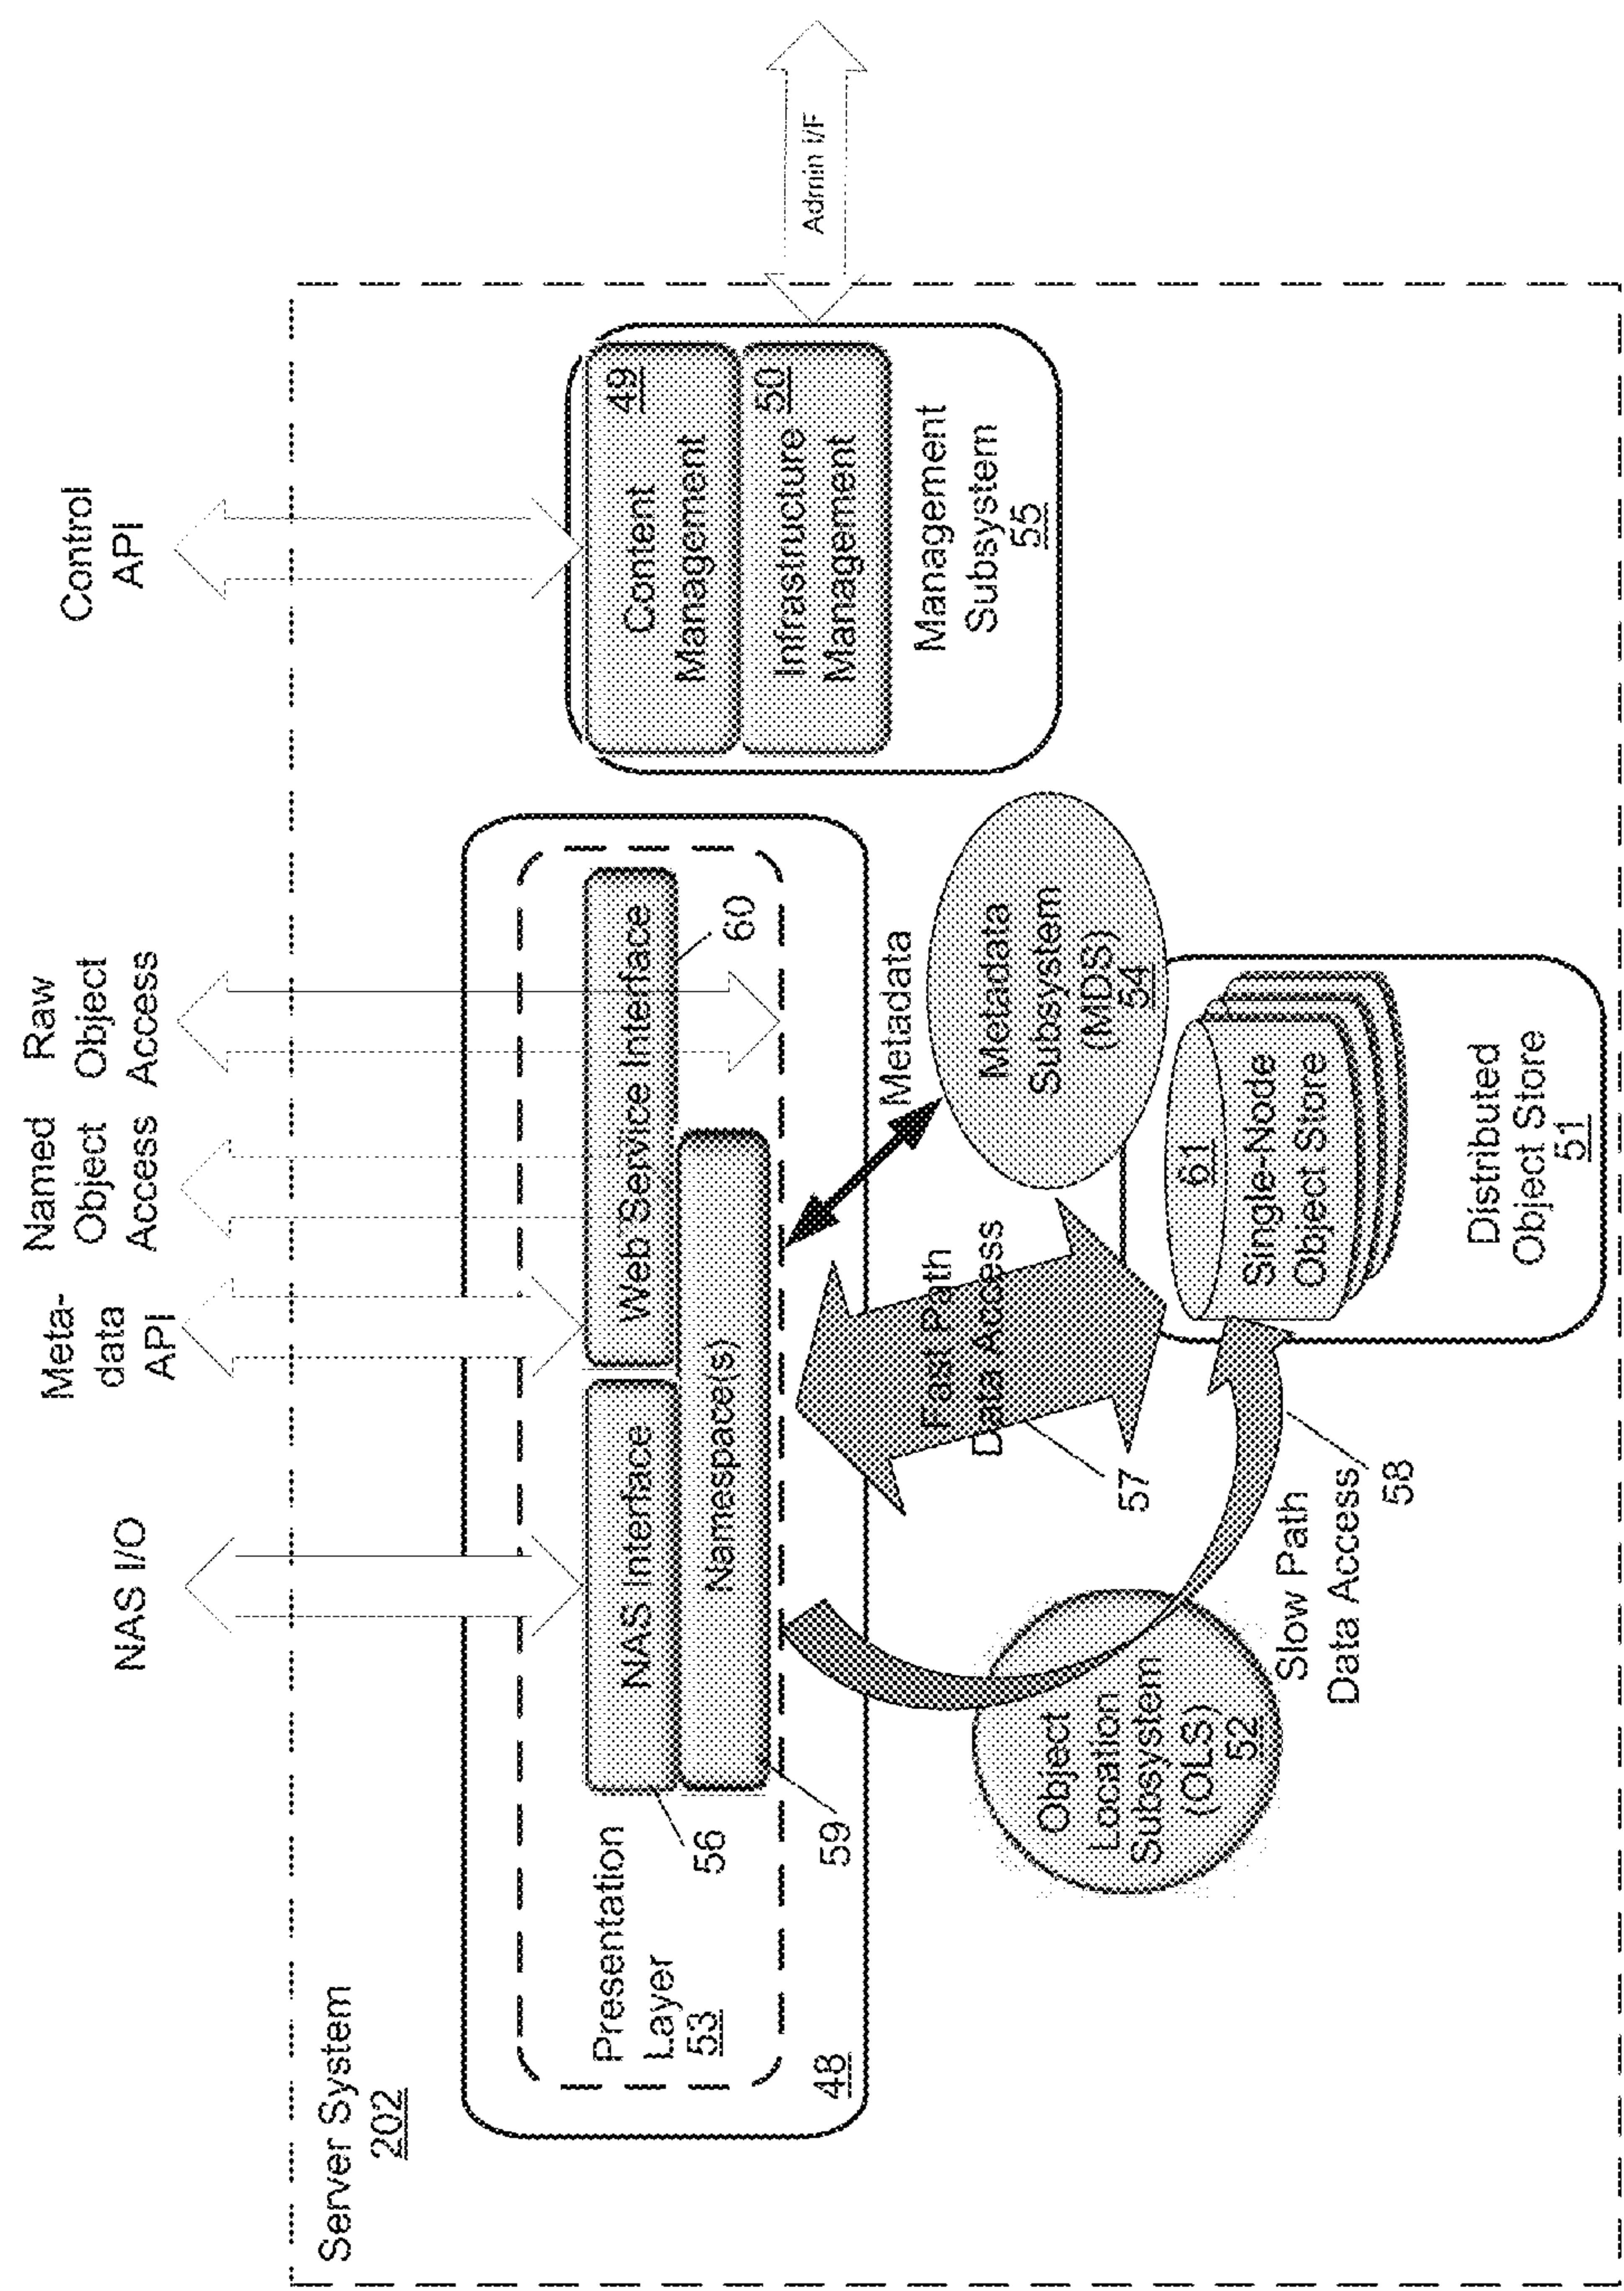 Server System
202
NAS I/O
Meta-
data
API
Named
Object
Access
Raw
Object
Access
Control
API
Admin I/F
Presentation
Layer
53
48
NAS Interface
56
Web Service Interface
60
Namespace(s)
59
Content
Management
49
Infrastructure
Management
50
Management
Subsystem
55
Metadata
Metadata
Subsystem
(MDS)
54
Fast Path
Data Access
57
Object
Location
Subsystem
(OLS)
52
Slow Path
Data Access
58
61
Single-Node
Object Store
Distributed
Object Store
51